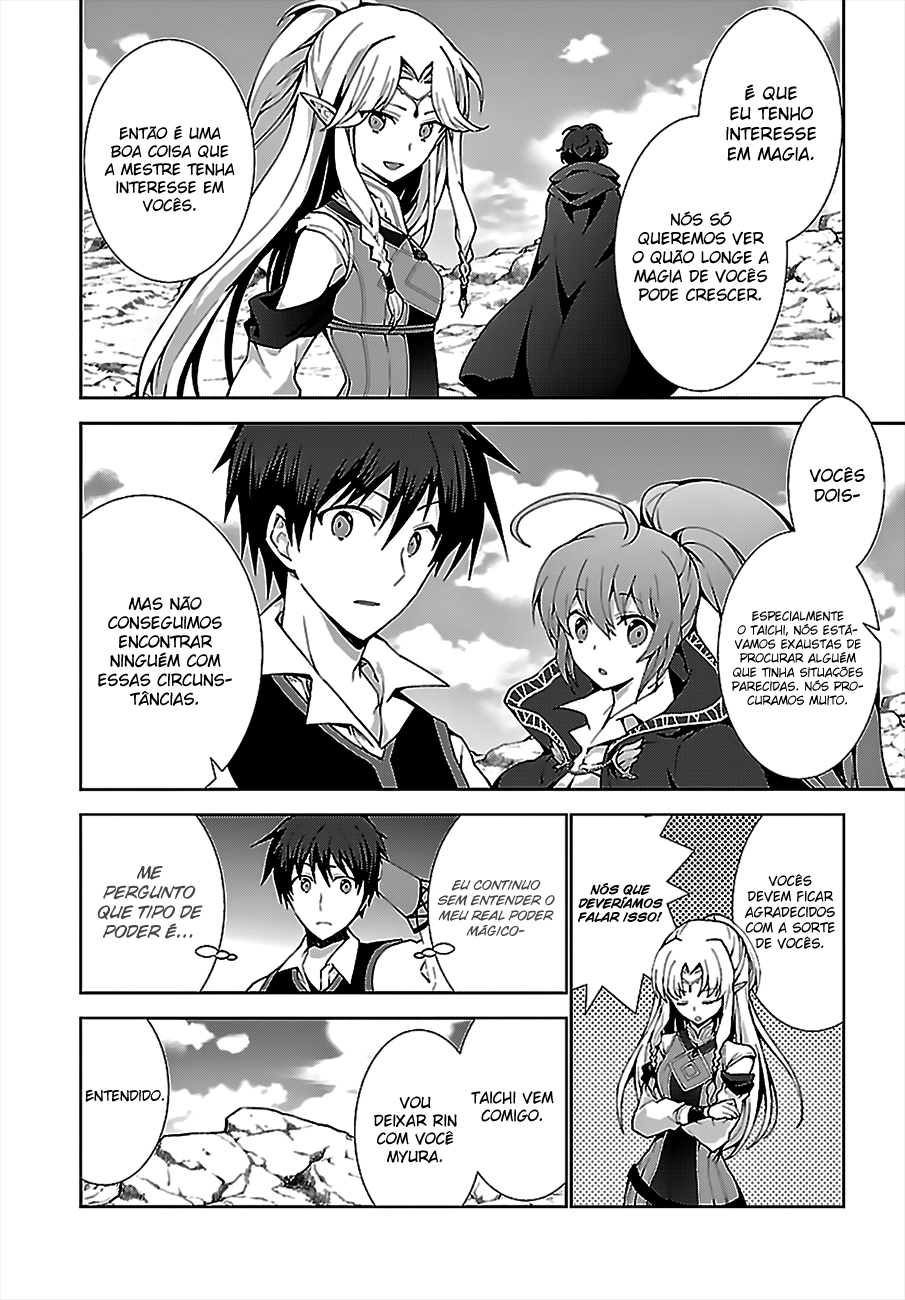 É QUE
EU TENHO
INTERESSE
EM MAGIA.
NÓS SÓ
QUEREMOS VER
O QUÃO LONGE A
MAGIA DE VOCÊS
PODE CRESCER.
ENTÃO É UMA
BOA COISA QUE
A MESTRE TENHA
INTERESSE EM
VOCÊS.
VOCÊS
DOIS-
ESPECIALMENTE
O TAICHI, NÓS ESTÁ-
VAMOS EXAUSTAS DE
PROCURAR ALGUÉM
QUE TINHA SITUAÇÕES
PARECIDAS. NÓS PRO-
CURAMOS MUITO.
MAS NÃO
CONSEGUIMOS
ENCONTRAR
NINGUÉM COM
ESSAS CIRCUNS-
TÂNCIAS.
VOCÊS
DEVEM FICAR
AGRADECIDOS
COM A SORTE
DE VOCÊS.
NÓS QUE
DEVERÍAMOS
FALAR ISSO!
EU CONTINUO
SEM ENTENDER O
MEU REAL PODER
MÁGICO-
ME
PERGUNTO
QUE TIPO DE
PODER É...
TAICHI VEM
COMIGO.
VOU
DEIXAR RIN
COM VOCÊ
MYURA.
ENTENDIDO.